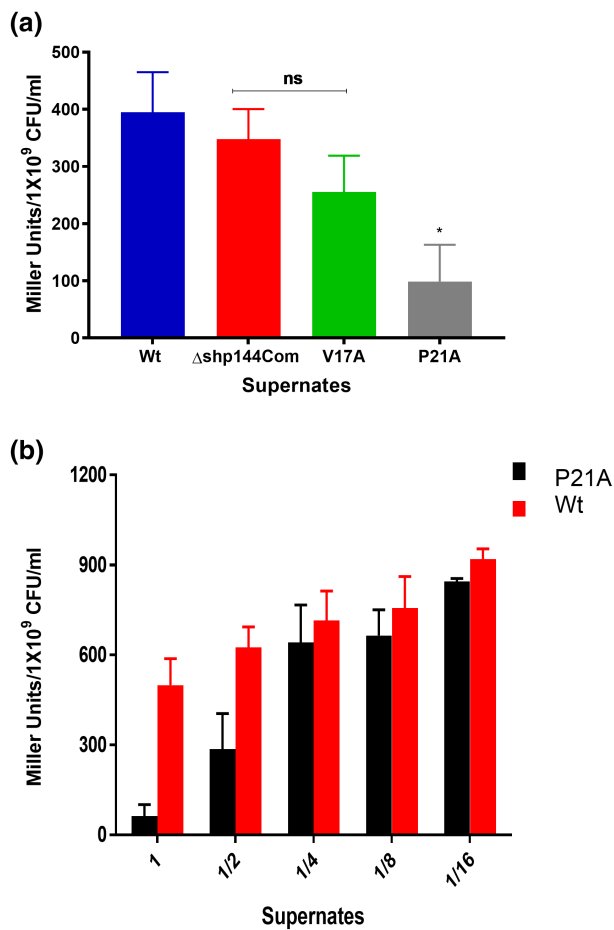 (a)
500
400
300
200
100
0
Miller Units/1X10⁹ CFU/ml
ns
*
Wt
Δshp144Com
V17A
P21A
Supernates
(b)
1200
900
600
300
0
Miller Units/1X10⁹ CFU/ml
P21A
Wt
1
1/2
1/4
1/8
1/16
Supernates